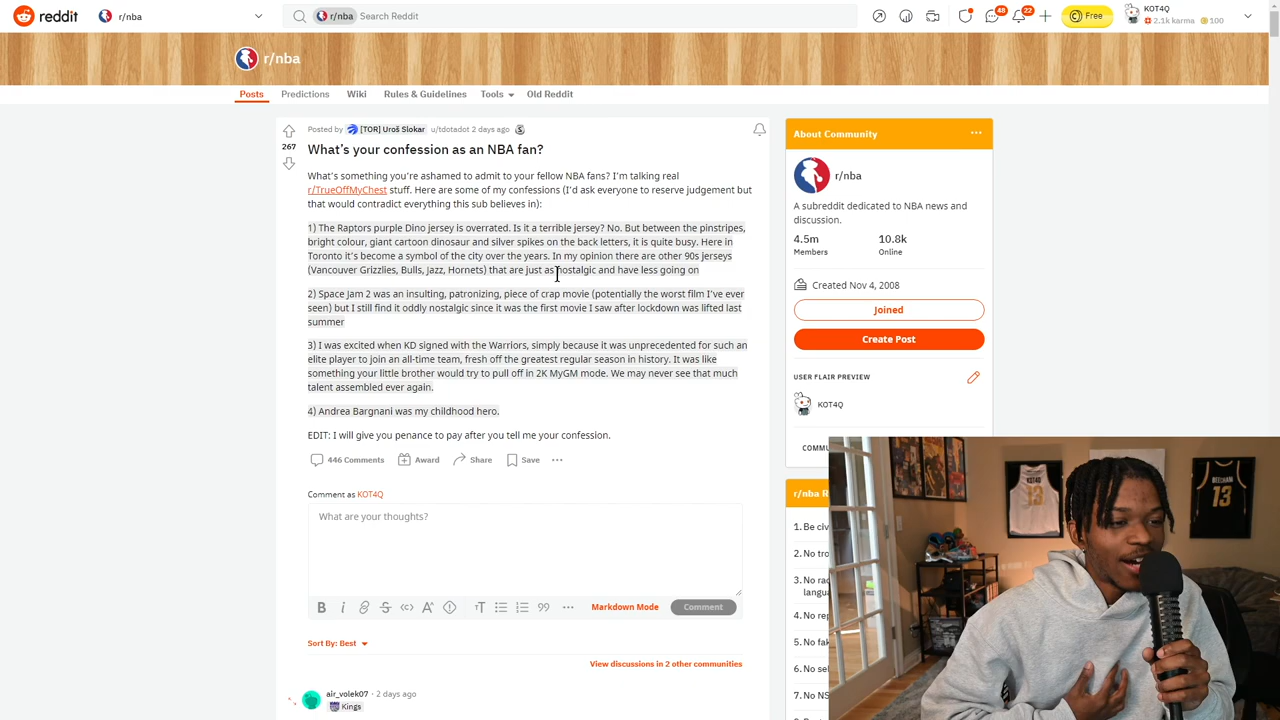 reddit r/nba r/nba Search Reddit 48 22 Free KOT4Q
2.1k karma 100
r/nba
Posts Predictions Wiki Rules & Guidelines Tools Old Reddit
Posted by [TOR] Uroš Slokar u/tdotadot 2 days ago
267
What's your confession as an NBA fan?
What's something you're ashamed to admit to your fellow NBA fans? I'm talking real
r/TrueOffMyChest stuff. Here are some of my confessions (I'd ask everyone to reserve judgement but
that would contradict everything this sub believes in):
1) The Raptors purple Dino jersey is overrated. Is it a terrible jersey? No. But between the pinstripes,
bright colour, giant cartoon dinosaur and silver spikes on the back letters, it is quite busy. Here in
Toronto it's become a symbol of the city over the years. In my opinion there are other 90s jerseys
(Vancouver Grizzlies, Bulls, Jazz, Hornets) that are just as nostalgic and have less going on
2) Space Jam 2 was an insulting, patronizing, piece of crap movie (potentially the worst film I've ever
seen) but I still find it oddly nostalgic since it was the first movie I saw after lockdown was lifted last
summer
3) I was excited when KD signed with the Warriors, simply because it was unprecedented for such an
elite player to join an all-time team, fresh off the greatest regular season in history. It was like
something your little brother would try to pull off in 2K MyGM mode. We may never see that much
talent assembled ever again.
4) Andrea Bargnani was my childhood hero.
EDIT: I will give you penance to pay after you tell me your confession.
446 Comments Award Share Save
Comment as KOT4Q
What are your thoughts?
B i S T 99 Markdown Mode Comment
Sort By: Best
View discussions in 2 other communities
air_volek07 · 2 days ago
Kings
About Community
r/nba
A subreddit dedicated to NBA news and
discussion.
4.5m 10.8k
Members Online
Created Nov 4, 2008
Joined
Create Post
USER FLAIR PREVIEW
KOT4Q
COMMU
r/nba R
1. Be civ
2. No tro
3. No rac
langu
4. No rep
5. No fak
6. No sel
7. No NS
KOT4Q
13
BEECHAM
13